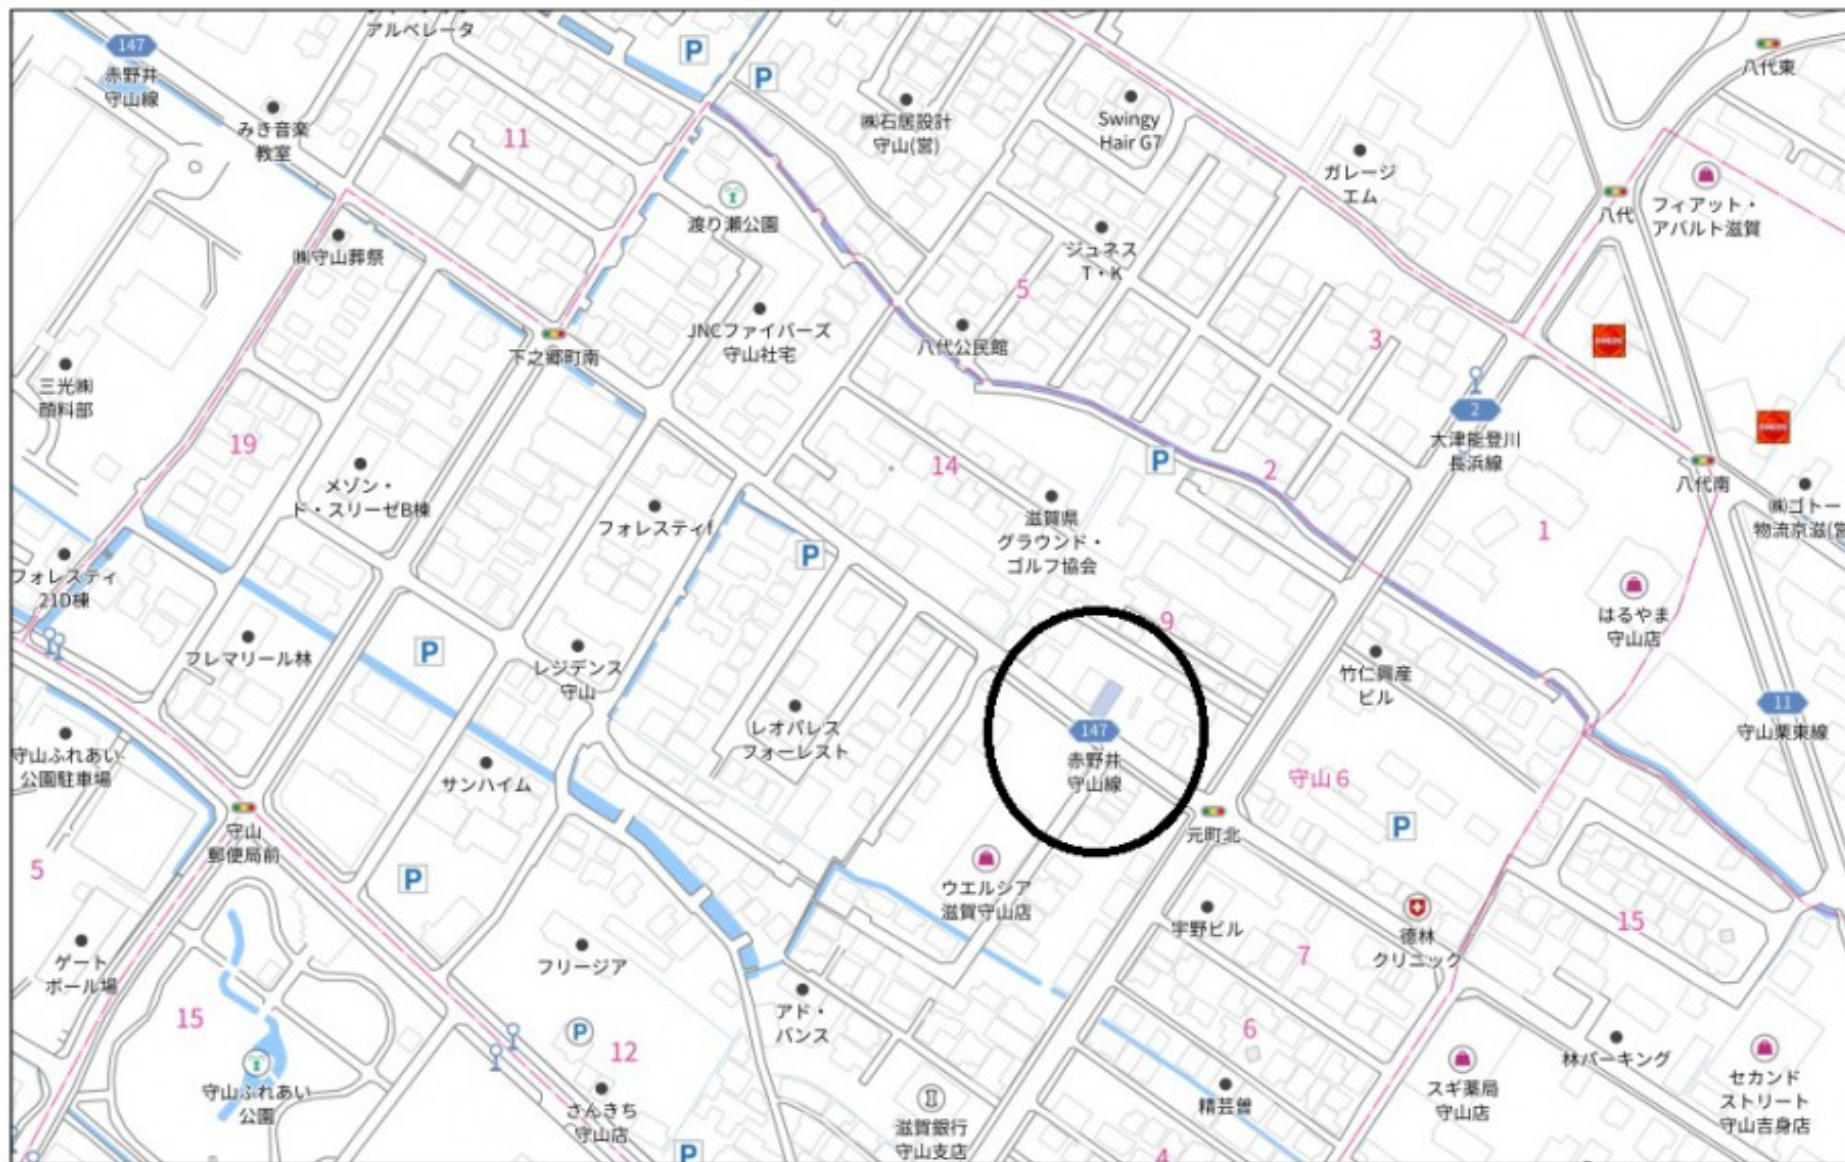 アルベレータ
147
赤野井
守山線
みき音楽
教室
11
㈱石居設計
守山(営)
Swingy
Hair G7
八代東
ガレージ
エム
八代
フィアット・
アバルト滋賀
㈱守山葬祭
渡り瀬公園
ジュネス
T・K
5
3
JNCファイバーズ
守山社宅
八代公民館
下之郷町南
三光㈱
顔料部
ENEOS
2
大津能登川
長浜線
ENEOS
19
メゾン・
ド・スリーゼB棟
14
2
八代南
㈱ゴトー
物流京滋(営
フォレスティf
滋賀県
グラウンド・
ゴルフ協会
1
フォレスティ
21D棟
はるやま
守山店
9
フレマリール林
レジデンス
守山
竹仁興産
ビル
11
守山栗東線
守山ふれあい
公園駐車場
サンハイム
レオパレス
フォーレスト
147
赤野井
守山線
守山6
守山
郵便局前
元町北
5
ウエルシア
滋賀守山店
宇野ビル
徳林
クリニック
15
7
ゲート
ボール場
フリージア
アド・
バンス
15
12
6
守山ふれあい
公園
さんきち
守山店
滋賀銀行
守山支店
精芸曽
スギ薬局
守山店
林パーキング
セカンド
ストリート
守山吉身店
4
P
P
P
P
P
P
P
P
P